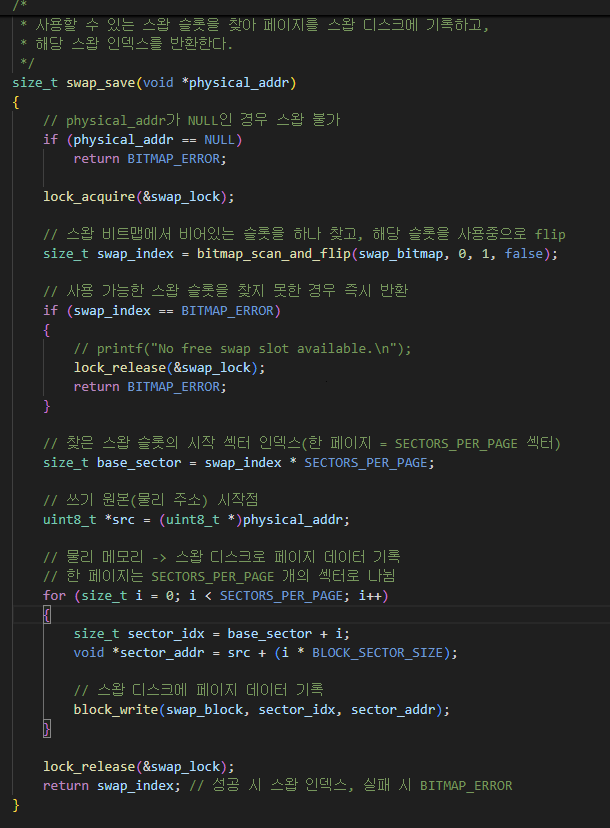 /*
 * 사용할 수 있는 스왑 슬롯을 찾아 페이지를 스왑 디스크에 기록하고,
 * 해당 스왑 인덱스를 반환한다.
 */
size_t swap_save(void *physical_addr)
{
    // physical_addr가 NULL인 경우 스왑 불가
    if (physical_addr == NULL)
        return BITMAP_ERROR;

    lock_acquire(&swap_lock);

    // 스왑 비트맵에서 비어있는 슬롯을 하나 찾고, 해당 슬롯을 사용중으로 flip
    size_t swap_index = bitmap_scan_and_flip(swap_bitmap, 0, 1, false);

    // 사용 가능한 스왑 슬롯을 찾지 못한 경우 즉시 반환
    if (swap_index == BITMAP_ERROR)
    {
        // printf("No free swap slot available.\n");
        lock_release(&swap_lock);
        return BITMAP_ERROR;
    }

    // 찾은 스왑 슬롯의 시작 섹터 인덱스(한 페이지 = SECTORS_PER_PAGE 섹터)
    size_t base_sector = swap_index * SECTORS_PER_PAGE;

    // 쓰기 원본(물리 주소) 시작점
    uint8_t *src = (uint8_t *)physical_addr;

    // 물리 메모리 -> 스왑 디스크로 페이지 데이터 기록
    // 한 페이지는 SECTORS_PER_PAGE 개의 섹터로 나뉨
    for (size_t i = 0; i < SECTORS_PER_PAGE; i++)
    {
        size_t sector_idx = base_sector + i;
        void *sector_addr = src + (i * BLOCK_SECTOR_SIZE);

        // 스왑 디스크에 페이지 데이터 기록
        block_write(swap_block, sector_idx, sector_addr);
    }

    lock_release(&swap_lock);
    return swap_index; // 성공 시 스왑 인덱스, 실패 시 BITMAP_ERROR
}